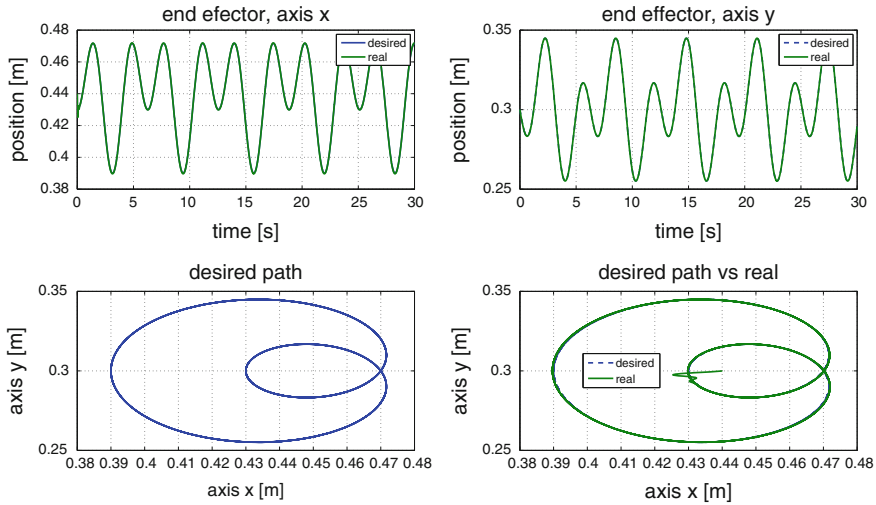 end efector, axis x
0.48
0.46
0.44
0.42
0.4
0.38
position [m]
desired
real
0 5 10 15 20 25 30
time [s]
end effector, axis y
0.35
0.3
0.25
position [m]
desired
real
0 5 10 15 20 25 30
time [s]
desired path
0.35
0.3
0.25
axis y [m]
0.38 0.39 0.4 0.41 0.42 0.43 0.44 0.45 0.46 0.47 0.48
axis x [m]
desired path vs real
0.35
0.3
0.25
axis y [m]
desired
real
0.38 0.39 0.4 0.41 0.42 0.43 0.44 0.45 0.46 0.47 0.48
axis x [m]